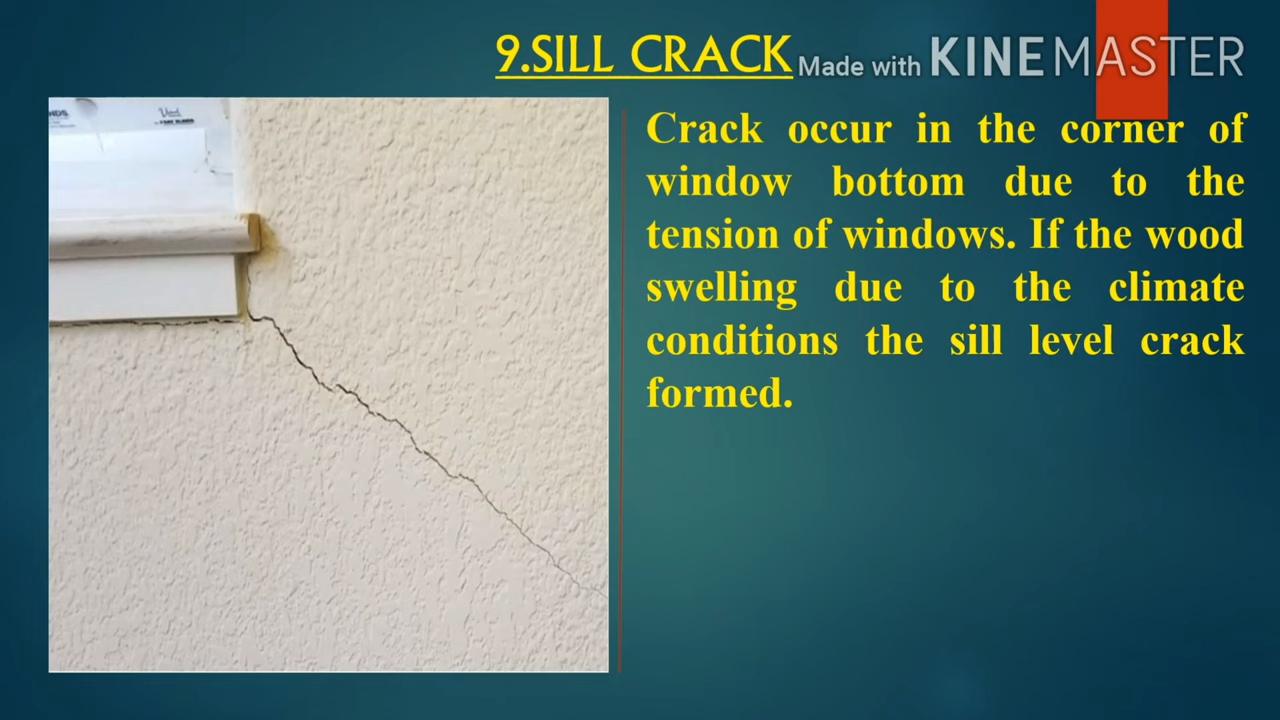 9.SILL CRACK
Made with KINEMASTER
Crack occur in the corner of
window bottom due to the
tension of windows. If the wood
swelling due to the climate
conditions the sill level crack
formed.